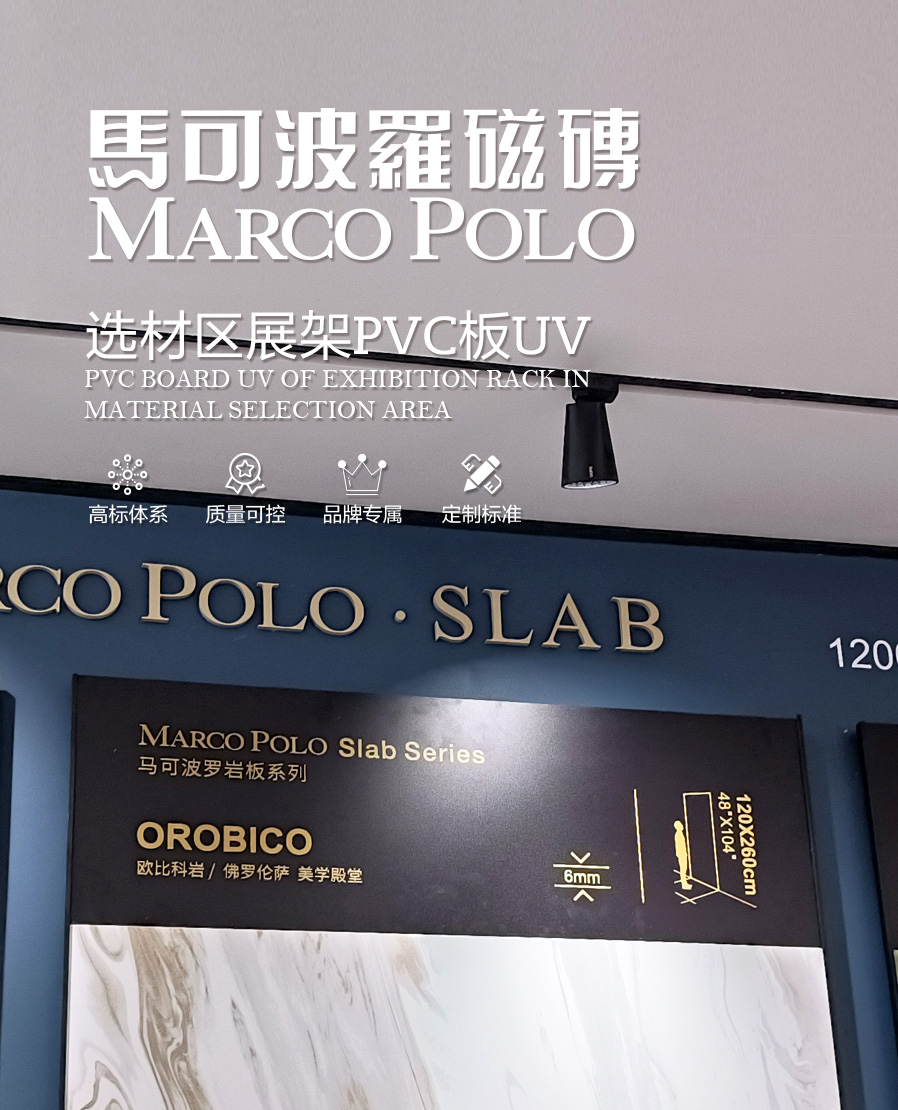 馬可波羅磁磚
MARCO POLO
选材区展架PVC板UV
PVC BOARD UV OF EXHIBITION RACK IN
MATERIAL SELECTION AREA
高标体系 质量可控 品牌专属 定制标准
RCO POLO · SLAB
1200
MARCO POLO Slab Series
马可波罗岩板系列
OROBICO
欧比科岩 / 佛罗伦萨 美学殿堂
6mm
120X260cm
48"X104"